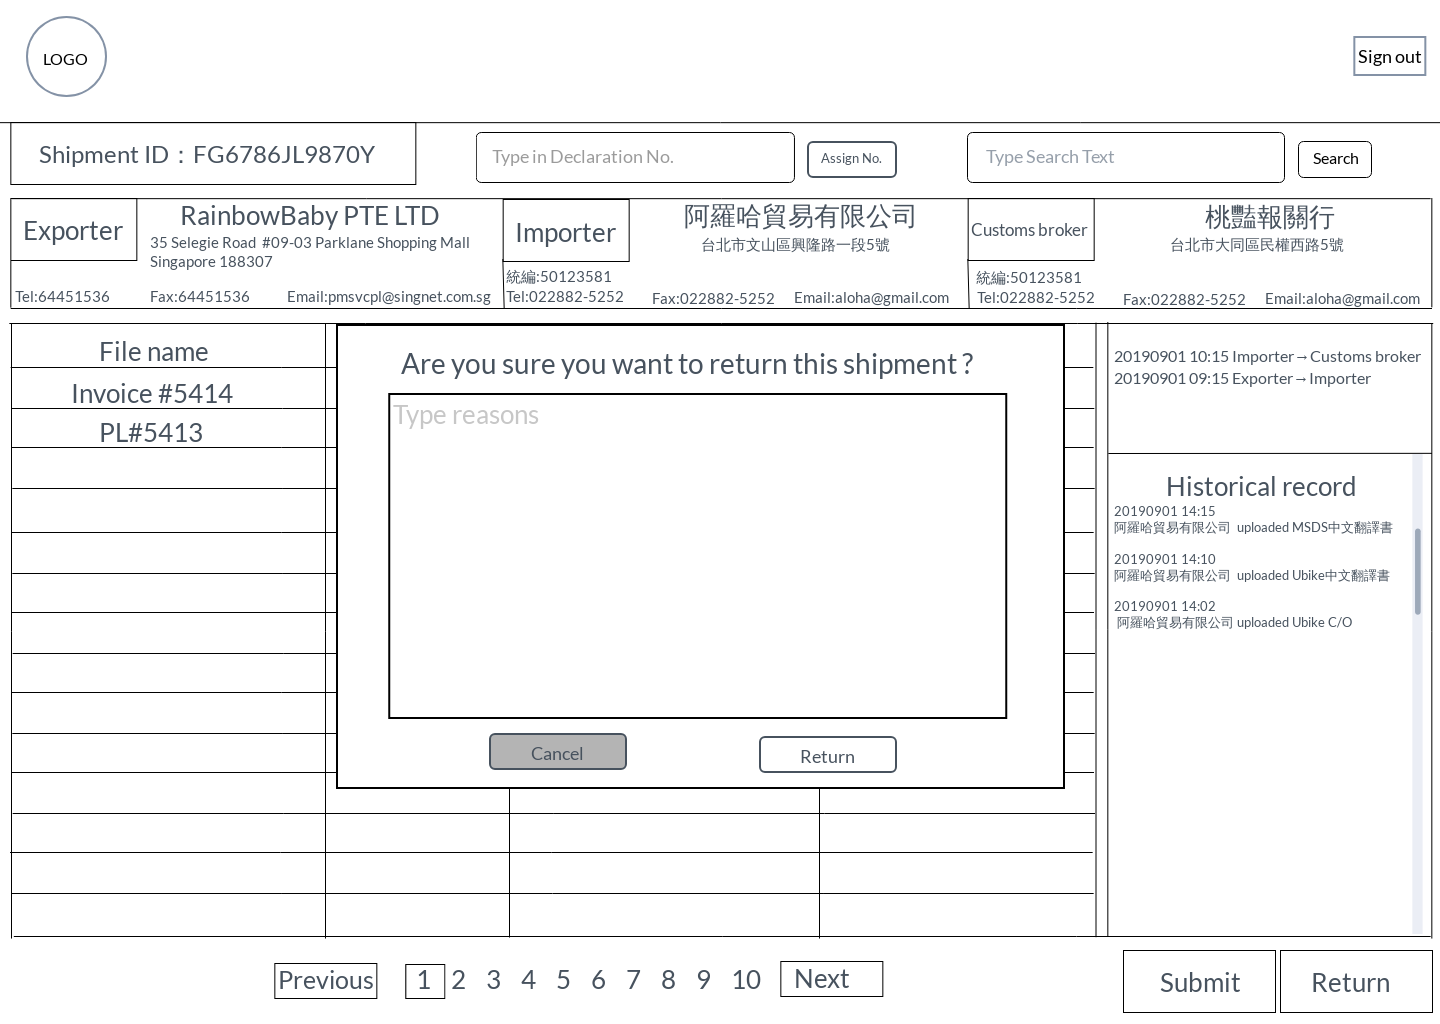 LOGO
Sign out
Shipment ID：FG6786JL9870Y
Type in Declaration No.
Assign No.
Type Search Text
Search
Exporter
RainbowBaby PTE LTD
35 Selegie Road #09-03 Parklane Shopping Mall
Singapore 188307
Tel:64451536
Fax:64451536
Email:pmsvcpl@singnet.com.sg
Importer
阿羅哈貿易有限公司
台北市文山區興隆路一段5號
統編:50123581
Tel:022882-5252
Fax:022882-5252
Email:aloha@gmail.com
Customs broker
桃豔報關行
台北市大同區民權西路5號
統編:50123581
Tel:022882-5252
Fax:022882-5252
Email:aloha@gmail.com
File name
Invoice #5414
PL#5413
Are you sure you want to return this shipment ?
Type reasons
Cancel
Return
20190901 10:15 Importer→Customs broker
20190901 09:15 Exporter→Importer
Historical record
20190901 14:15
阿羅哈貿易有限公司 uploaded MSDS中文翻譯書
20190901 14:10
阿羅哈貿易有限公司 uploaded Ubike中文翻譯書
20190901 14:02
阿羅哈貿易有限公司 uploaded Ubike C/O
Previous
1 2 3 4 5 6 7 8 9 10
Next
Submit
Return